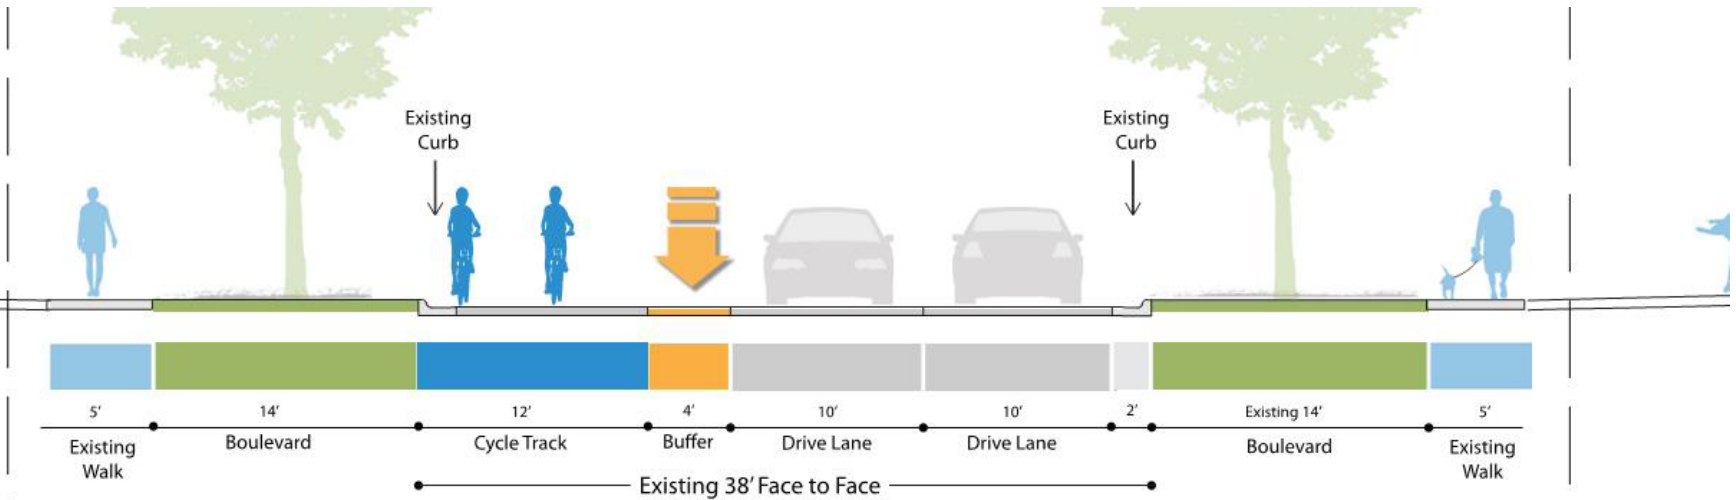 Existing
Curb
Existing
Curb
5’
14’
12’
4’
10’
10’
2’
Existing 14’
5’
Existing
Walk
Boulevard
Cycle Track
Buffer
Drive Lane
Drive Lane
Boulevard
Existing
Walk
Existing 38’ Face to Face